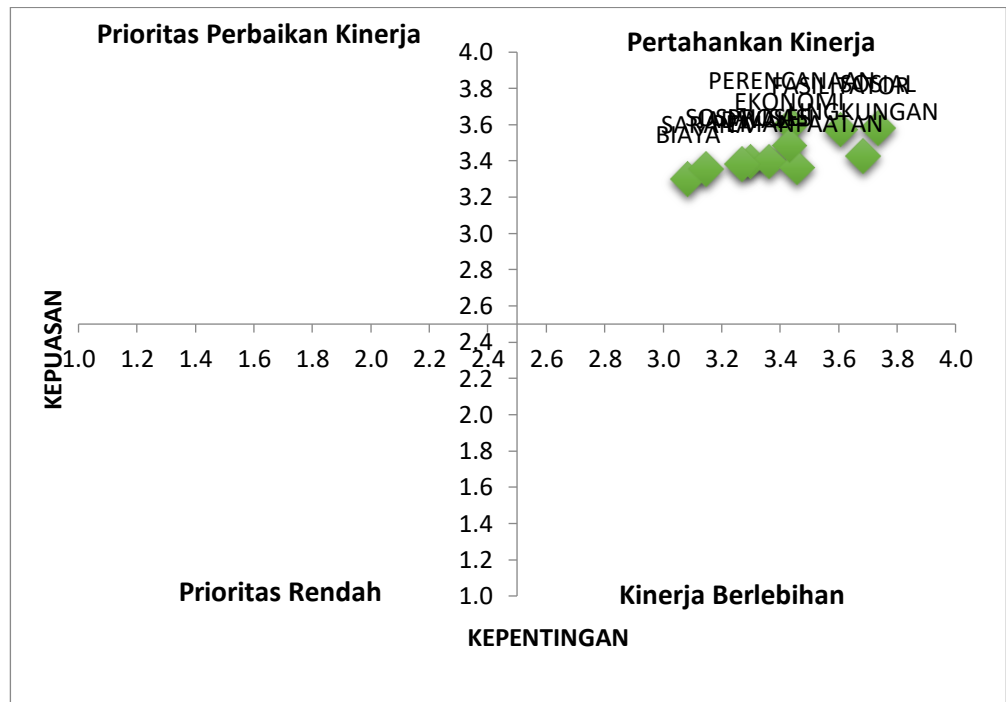 Prioritas Perbaikan Kinerja
Pertahankan Kinerja
4.0
3.8
3.6
3.4
3.2
3.0
2.8
2.6
2.4
2.2
2.0
1.8
1.6
1.4
1.2
1.0
PERENCANAAN
FASILITATOR
SOSIAL
EKONOMI
LINGKUNGAN
PEMANFAATAN
BIAYA
KEPUASAN
1.0 1.2 1.4 1.6 1.8 2.0 2.2 2.4 2.6 2.8 3.0 3.2 3.4 3.6 3.8 4.0
Prioritas Rendah
Kinerja Berlebihan
KEPENTINGAN